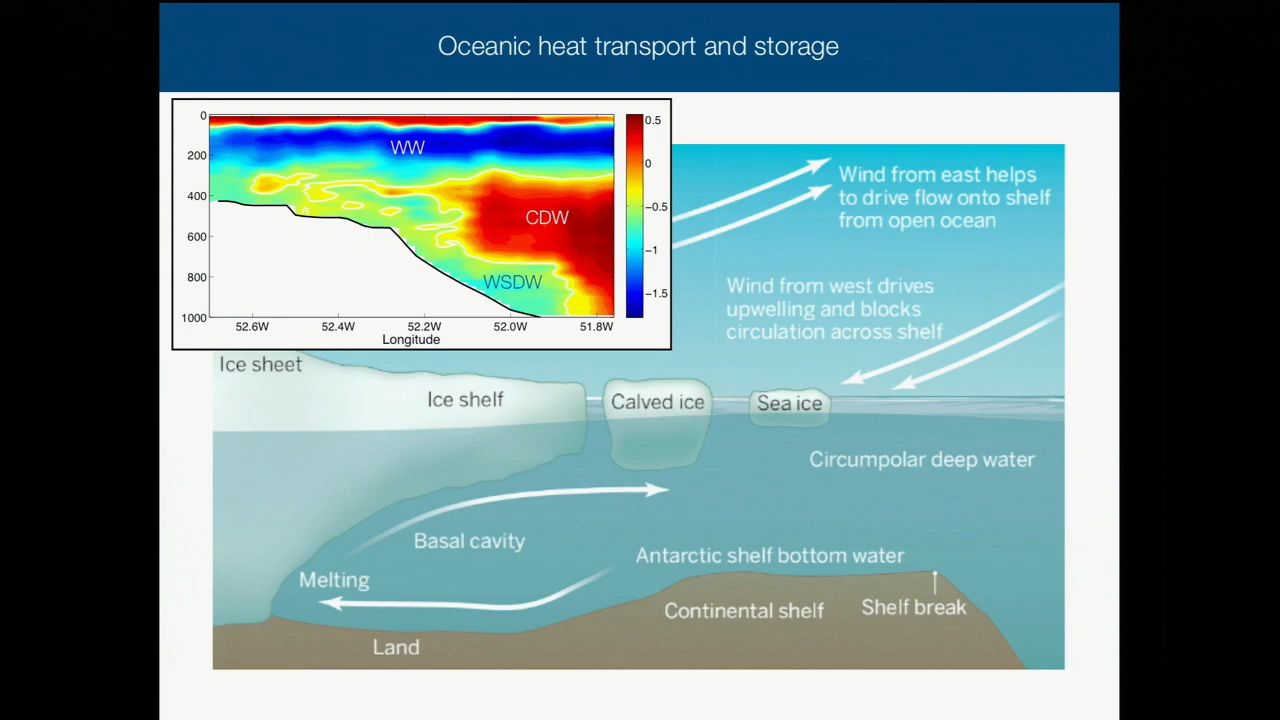 Oceanic heat transport and storage
0
200
400
600
800
1000
WW
CDW
WSDW
52.6W
52.4W
52.2W
52.0W
51.8W
Longitude
0.5
0
−0.5
−1
−1.5
Wind from east helps
to drive flow onto shelf
from open ocean
Wind from west drives
upwelling and blocks
circulation across shelf
Ice sheet
Ice shelf
Calved ice
Sea ice
Circumpolar deep water
Basal cavity
Antarctic shelf bottom water
Melting
Continental shelf
Shelf break
Land